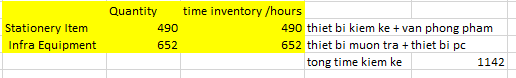 Quantity time inventory /hours
Stationery Item 490 490 thiet bi kiem ke + van phong pham
Infra Equipment 652 652 thiet bi muon tra + thiet bi pc
tong time kiem ke 1142